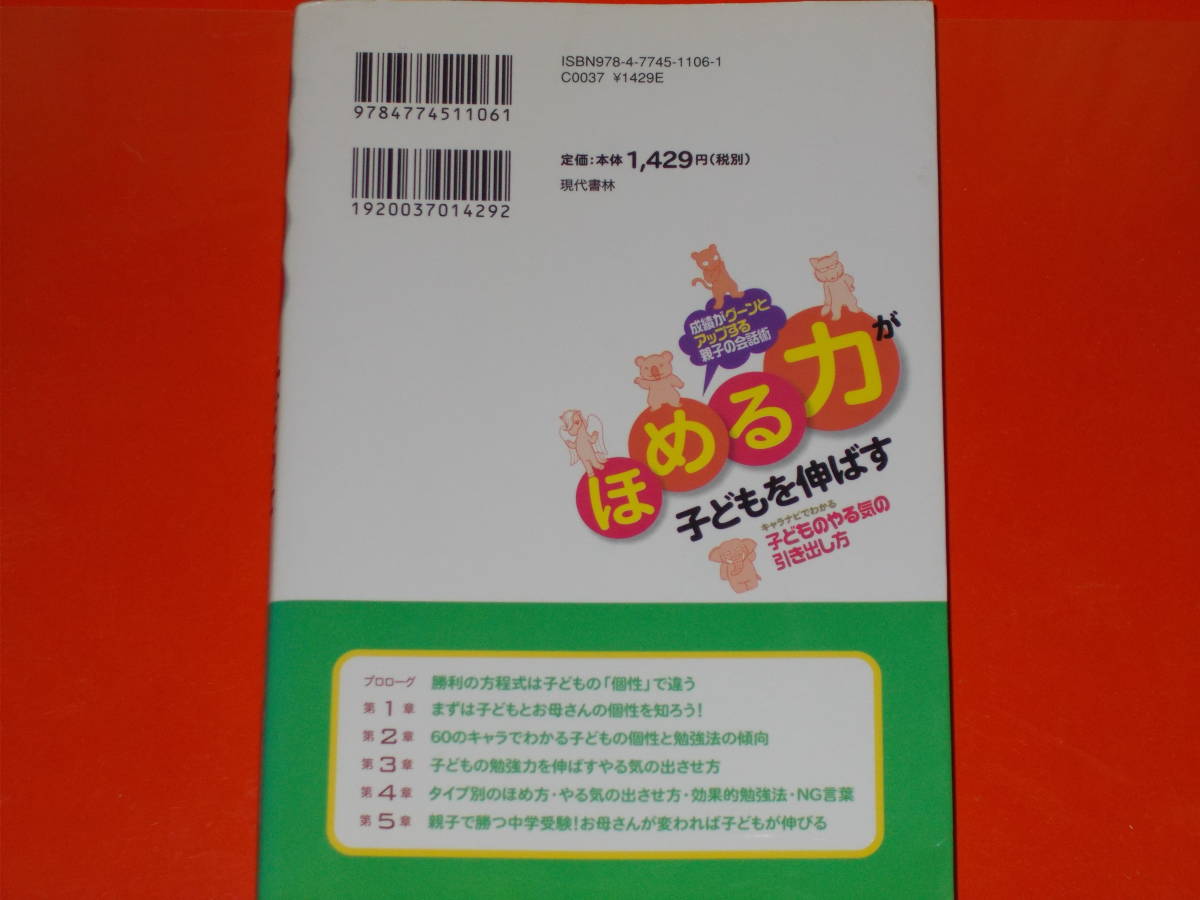 ISBN978-4-7745-1106-1
C0037 ¥1429E
9784774511061
定価:本体1,429円(税別)
現代書林
1920037014292
成績がグーンと
アップする
親子の会話術
ほめる力が
子どもを伸ばす
キャラナビでわかる
子どものやる気の
引き出し方
プロローグ 勝利の方程式は子どもの「個性」で違う
第1章 まずは子どもとお母さんの個性を知ろう!
第2章 60のキャラでわかる子どもの個性と勉強法の傾向
第3章 子どもの勉強力を伸ばすやる気の出させ方
第4章 タイプ別のほめ方・やる気の出させ方・効果的勉強法・NG言葉
第5章 親子で勝つ中学受験!お母さんが変われば子どもが伸びる